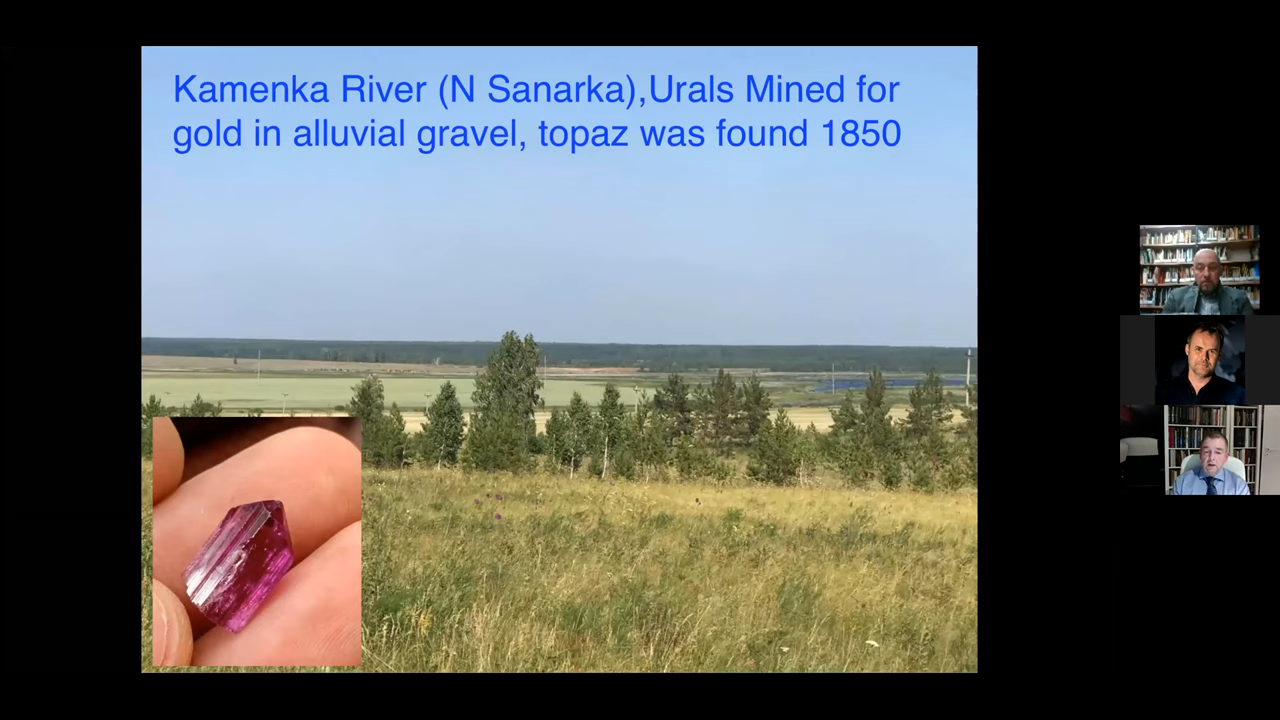 Kamenka River (N Sanarka),Urals Mined for
gold in alluvial gravel, topaz was found 1850